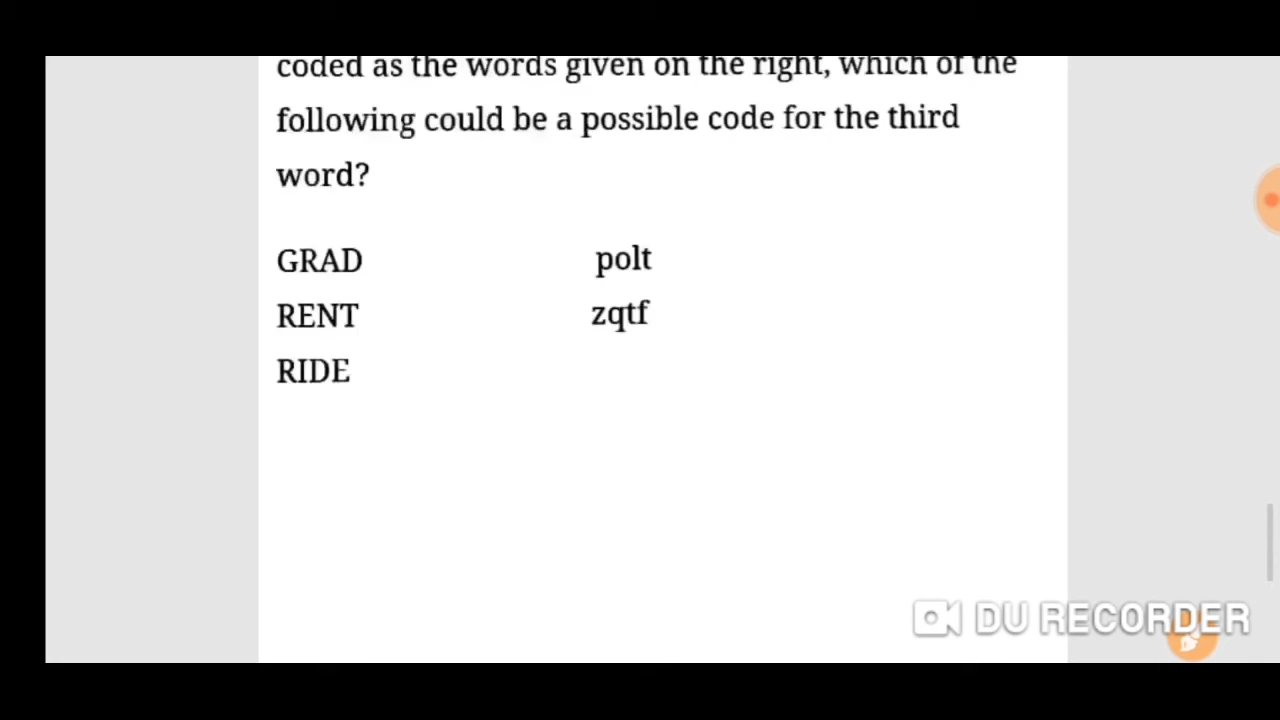 coded as the words given on the right, which of the
following could be a possible code for the third
word?
GRAD polt
RENT zqtf
RIDE
DU RECORDER